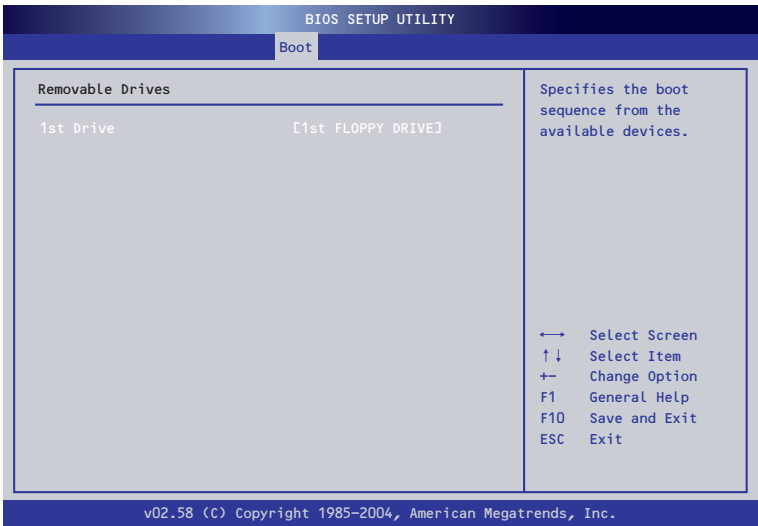 BIOS SETUP UTILITY
Boot
Removable Drives
1st Drive [1st FLOPPY DRIVE]
Specifies the boot
sequence from the
available devices.
←→ Select Screen
↑↓ Select Item
+- Change Option
F1 General Help
F10 Save and Exit
ESC Exit
v02.58 (C) Copyright 1985-2004, American Megatrends, Inc.